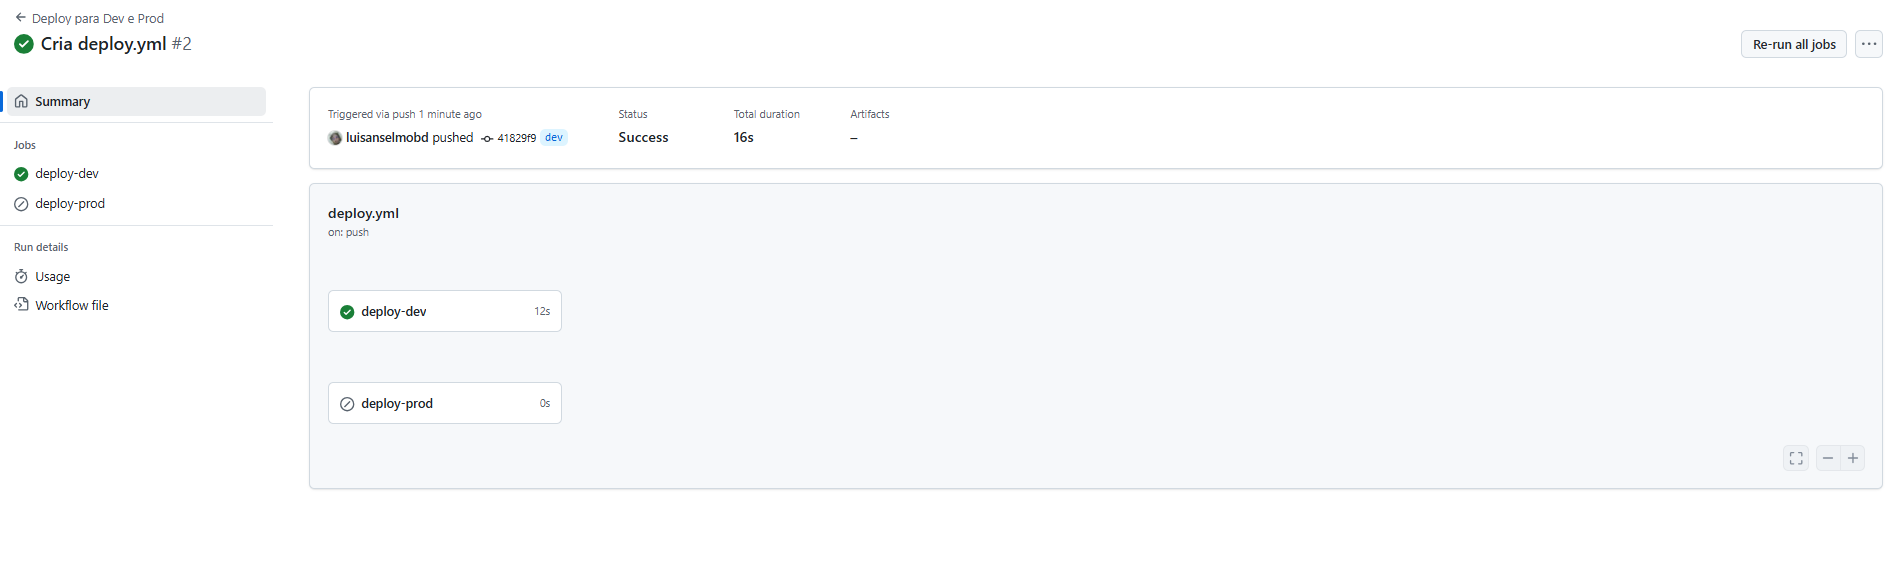 Deploy para Dev e Prod
Cria deploy.yml #2
Re-run all jobs
Summary
Jobs
deploy-dev
deploy-prod
Run details
Usage
Workflow file
Triggered via push 1 minute ago
luisanselmobd pushed 41829f9 dev
Status
Success
Total duration
16s
Artifacts
–
deploy.yml
on: push
deploy-dev 12s
deploy-prod 0s